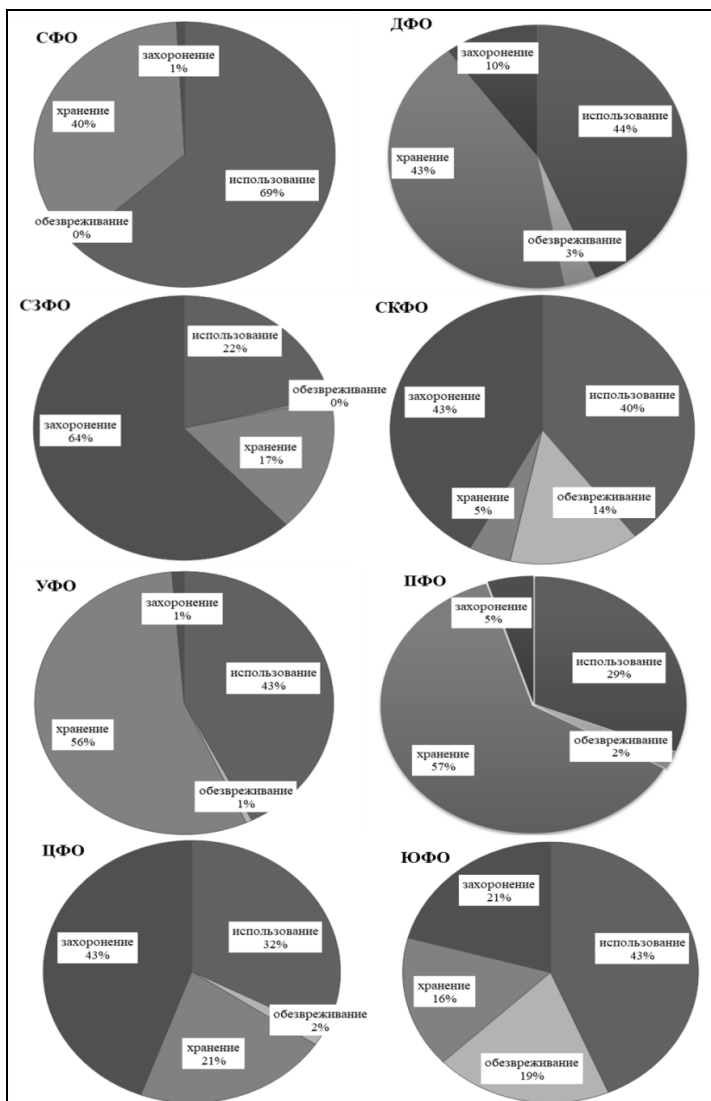 СФО
захоронение
1%
хранение
40%
использование
69%
обезвреживание
0%
ДФО
захоронение
10%
использование
44%
хранение
43%
обезвреживание
3%
СЗФО
использование
22%
обезвреживание
0%
захоронение
64%
хранение
17%
СКФО
захоронение
43%
использование
40%
хранение
5%
обезвреживание
14%
УФО
захоронение
1%
использование
43%
хранение
56%
обезвреживание
1%
ПФО
захоронение
5%
использование
29%
обезвреживание
2%
хранение
57%
ЦФО
захоронение
43%
использование
32%
обезвреживание
2%
хранение
21%
ЮФО
захоронение
21%
использование
43%
хранение
16%
обезвреживание
19%